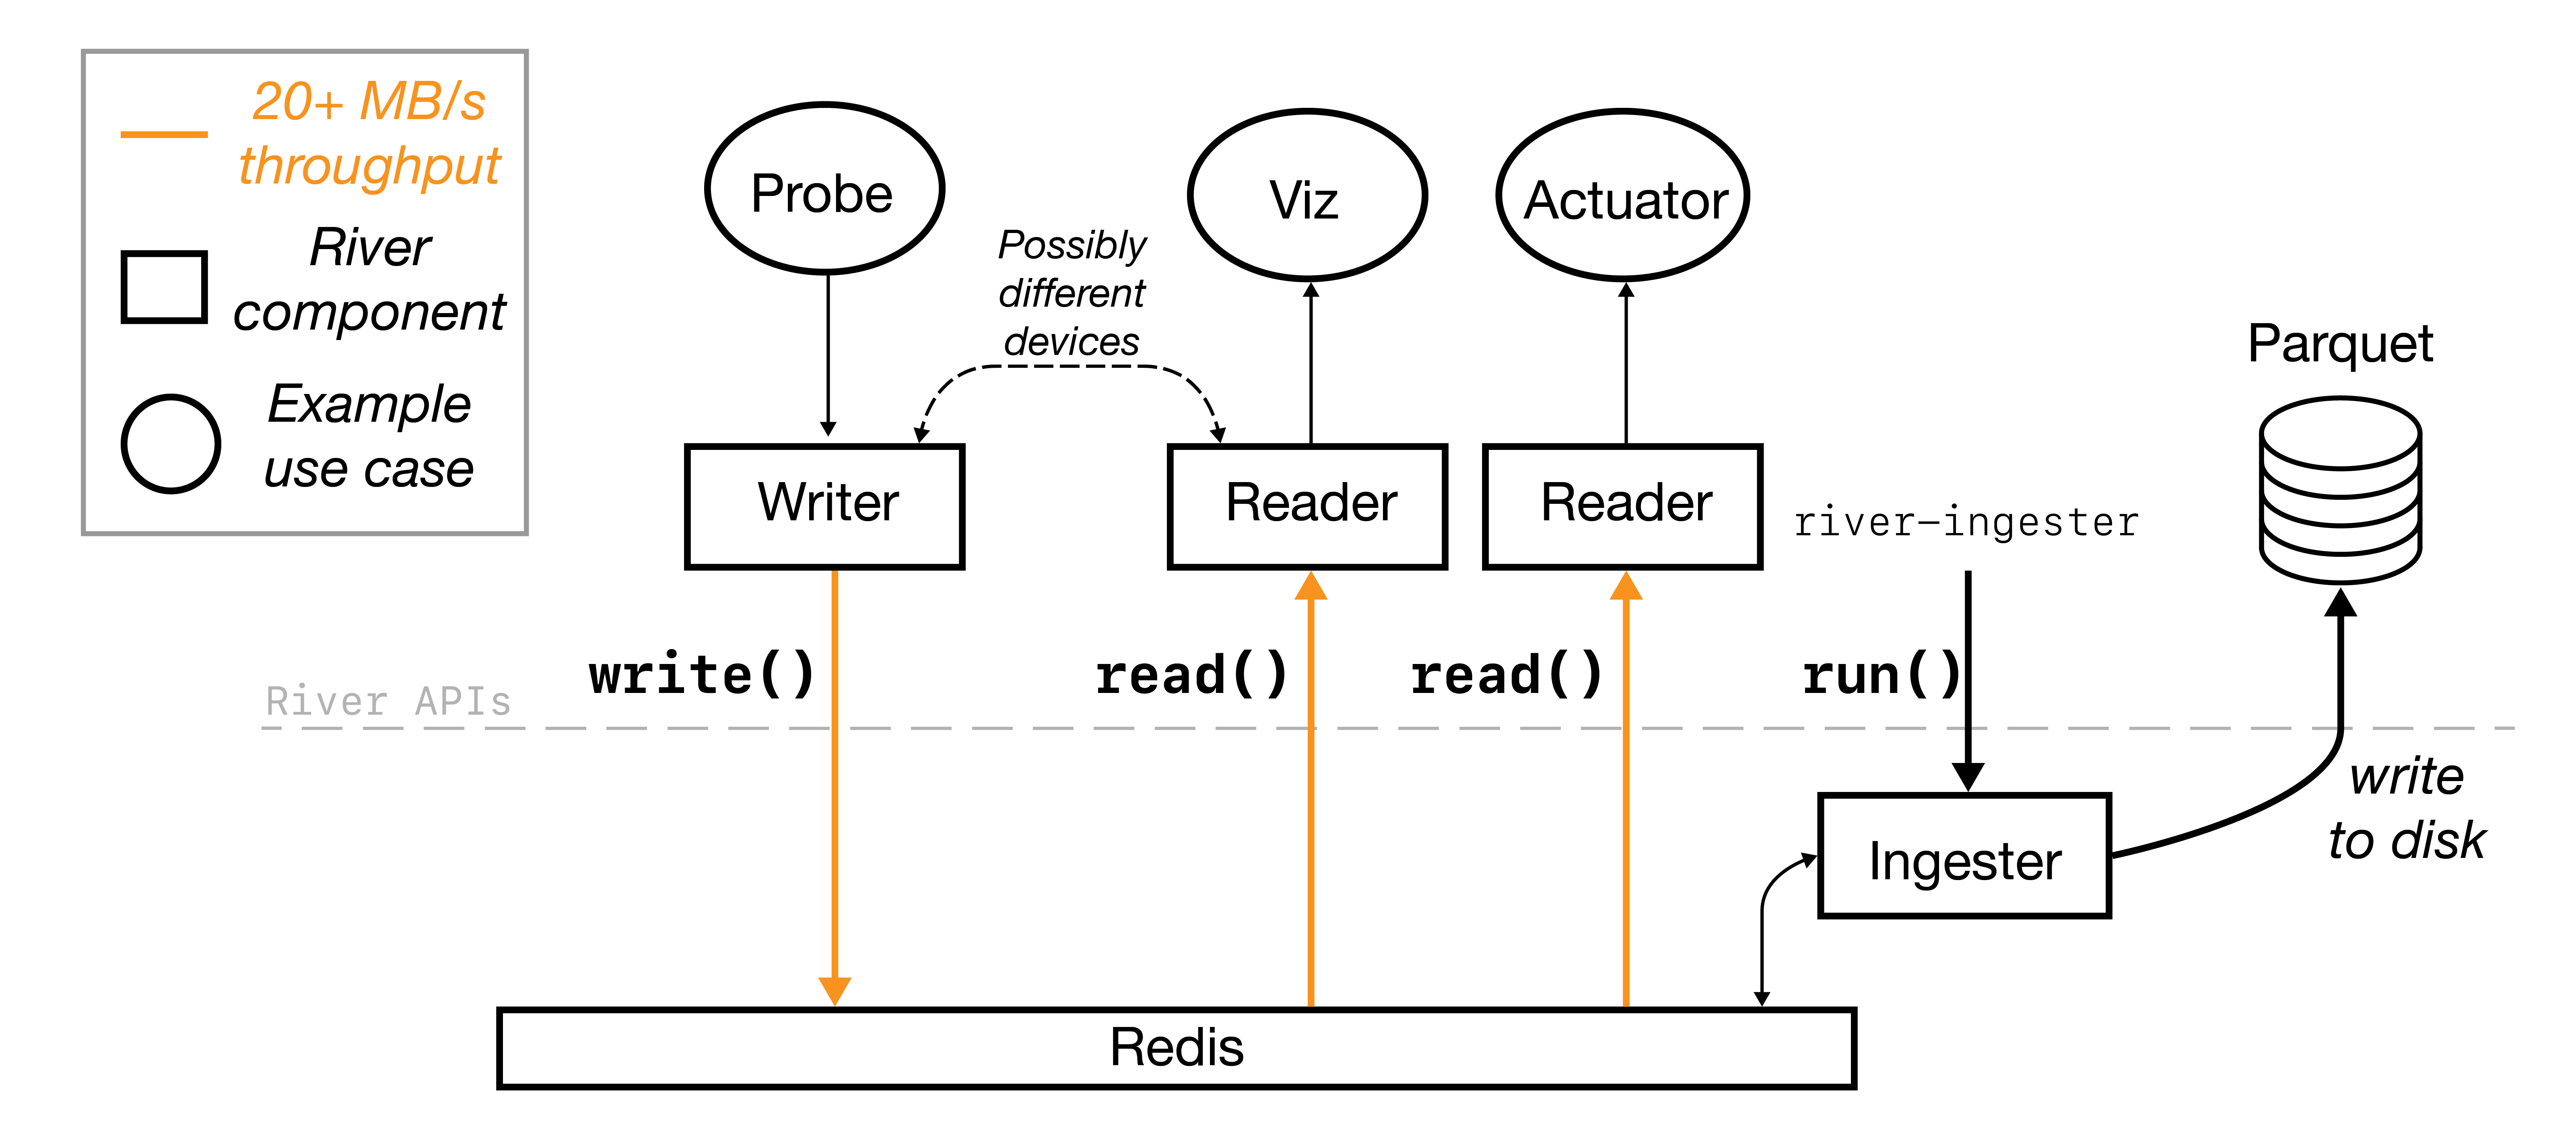 20+ MB/s
throughput
River
component
Example
use case
Probe
Viz
Actuator
Possibly
different
devices
Parquet
Writer
Reader
Reader
river-ingester
write()
read()
read()
run()
River APIs
write
to disk
Ingester
Redis